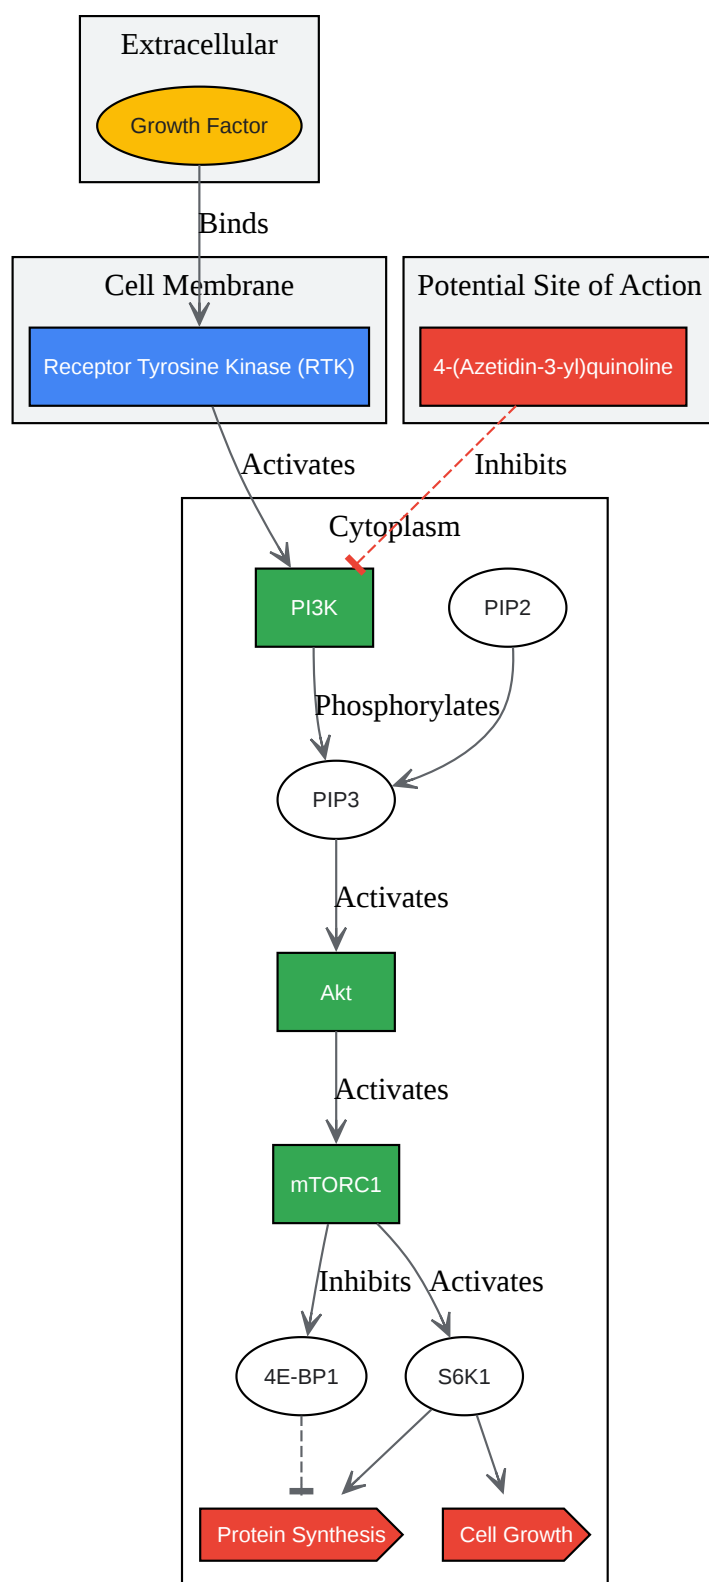 Extracellular
Growth Factor
Binds
Cell Membrane
Potential Site of Action
Receptor Tyrosine Kinase (RTK)
4-(Azetidin-3-yl)quinoline
Activates
Inhibits
Cytoplasm
PI3K
PIP2
Phosphorylates
PIP3
Activates
Akt
Activates
mTORC1
Inhibits
Activates
4E-BP1
S6K1
Protein Synthesis
Cell Growth